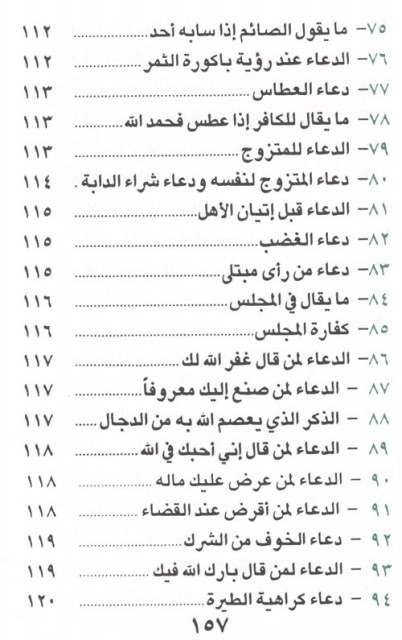 ٧٥- ما يقول الصائم إذا سابه أحد ...................... ١١٢
٧٦- الدعاء عند رؤية باكورة الثمر .................. ١١٢
٧٧- دعاء العطاس ........................................ ١١٣
٧٨- ما يقال للكافر إذا عطس فحمد الله .............. ١١٣
٧٩- الدعاء للمتزوج ..................................... ١١٣
٨٠- دعاء المتزوج لنفسه ودعاء شراء الدابة . ١١٤
٨١- الدعاء قبل إتيان الأهل ............................ ١١٥
٨٢- دعاء الغضب ........................................ ١١٥
٨٣- دعاء من رأى مبتلى ............................... ١١٥
٨٤- ما يقال في المجلس ............................... ١١٦
٨٥- كفارة المجلس ...................................... ١١٦
٨٦- الدعاء لمن قال غفر الله لك ..................... ١١٧
٨٧ - الدعاء لمن صنع إليك معروفاً .................. ١١٧
٨٨ - الذكر الذي يعصم الله به من الدجال ...... ١١٧
٨٩ - الدعاء لمن قال إني أحبك في الله ............. ١١٨
٩٠ - الدعاء لمن عرض عليك ماله .................. ١١٨
٩١ - الدعاء لمن أقرض عند القضاء ................ ١١٨
٩٢ - دعاء الخوف من الشرك ......................... ١١٩
٩٣ - الدعاء لمن قال بارك الله فيك .................. ١١٩
٩٤ - دعاء كراهية الطيرة .............................. ١٢٠
١٥٧